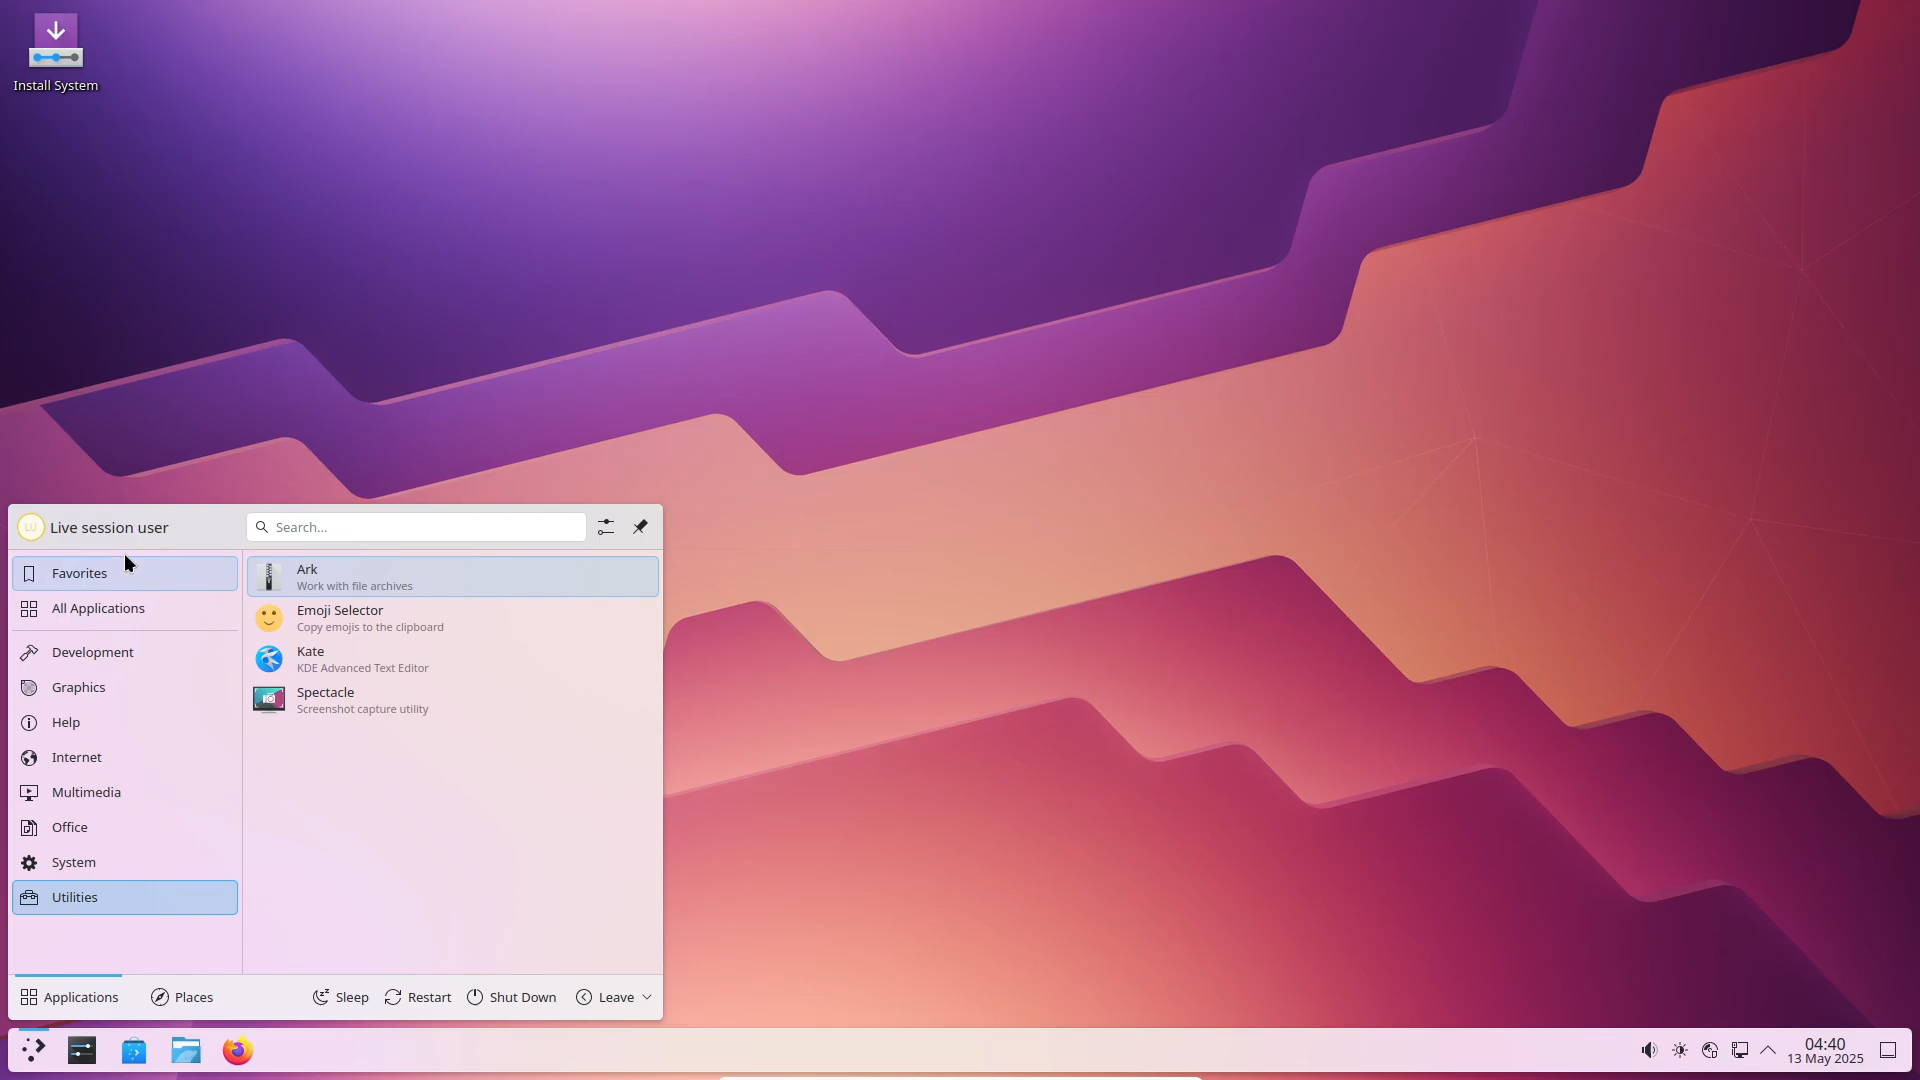 Install System
LU
Live session user
Search...
Favorites
All Applications
Development
Graphics
Help
Internet
Multimedia
Office
System
Utilities
Ark
Work with file archives
Emoji Selector
Copy emojis to the clipboard
Kate
KDE Advanced Text Editor
Spectacle
Screenshot capture utility
Applications
Places
Sleep
Restart
Shut Down
Leave
04:40
13 May 2025